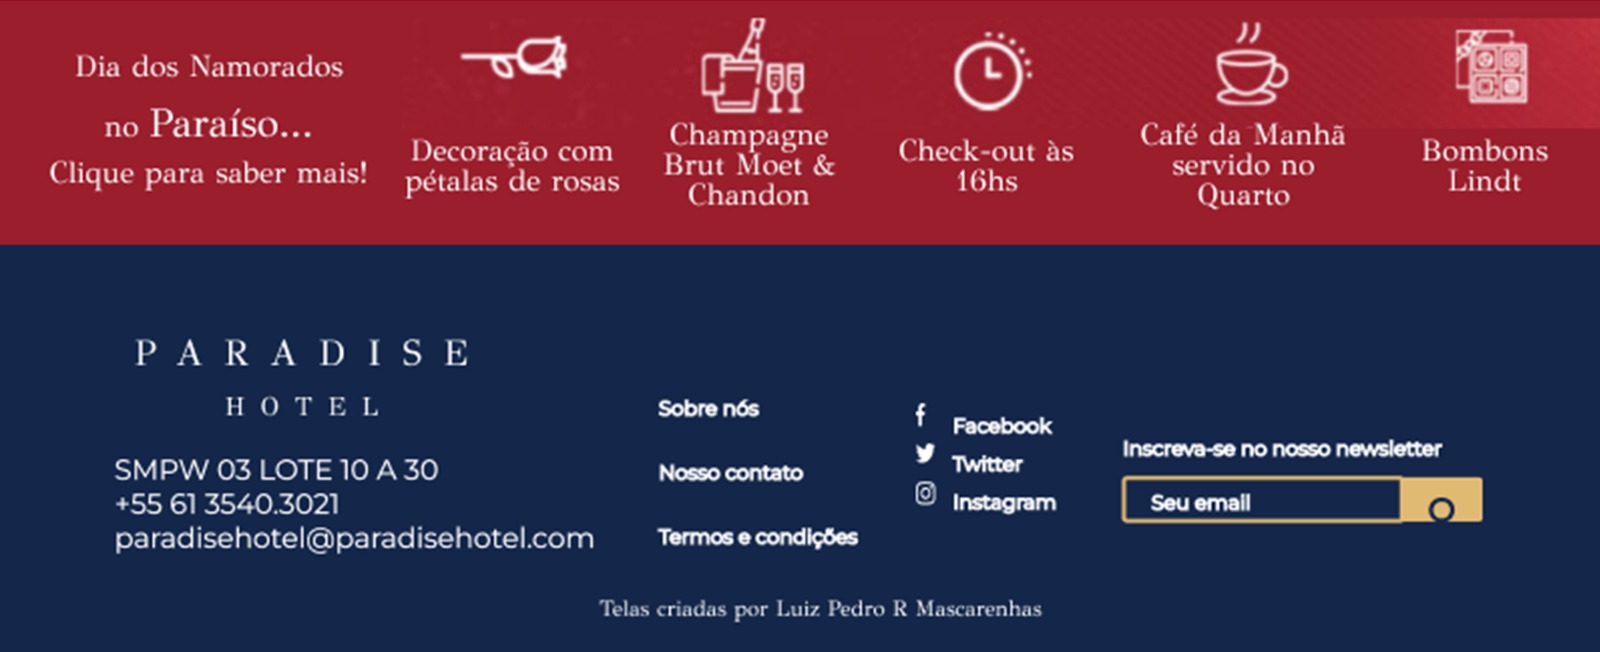 Dia dos Namorados
no Paraíso...
Clique para saber mais!
Decoração com
pétalas de rosas
Champagne
Brut Moet &
Chandon
Check-out às
16hs
Café da Manhã
servido no
Quarto
Bombons
Lindt
PARADISE
HOTEL
SMPW 03 LOTE 10 A 30
+55 61 3540.3021
paradisehotel@paradisehotel.com
Sobre nós
Nosso contato
Termos e condições
Facebook
Twitter
Instagram
Inscreva-se no nosso newsletter
Seu email
Telas criadas por Luiz Pedro R Mascarenhas